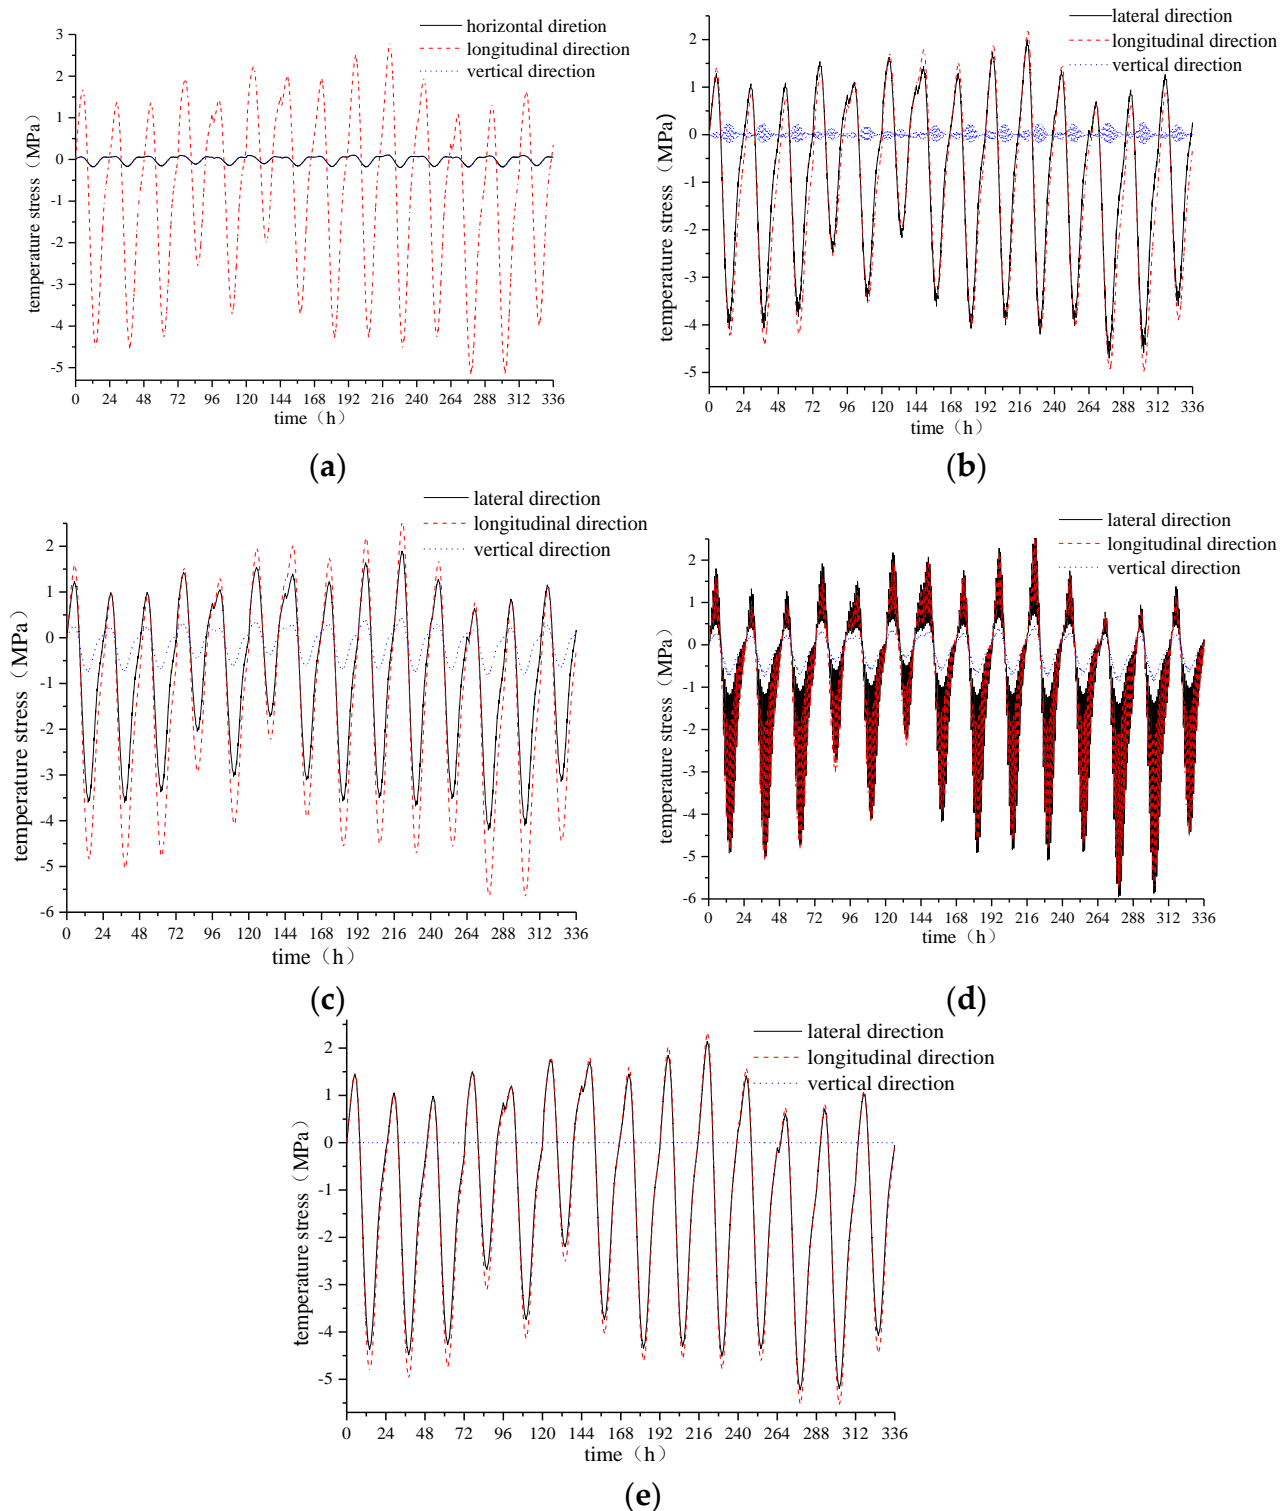 horizontal diretion
longitudinal direction
vertical direction
temperature stress（MPa）
3
2
1
0
-1
-2
-3
-4
-5
0 24 48 72 96 120 144 168 192 216 240 264 288 312 336
time（h）
(a)
lateral direction
longitudinal direction
vertical direction
temperature stress（MPa）
2
1
0
-1
-2
-3
-4
-5
0 24 48 72 96 120 144 168 192 216 240 264 288 312 336
time（h）
(b)
lateral direction
longitudinal direction
vertical direction
temperature stress（MPa）
2
1
0
-1
-2
-3
-4
-5
-6
0 24 48 72 96 120 144 168 192 216 240 264 288 312 336
time（h）
(c)
lateral direction
longitudinal direction
vertical direction
temperature stress（MPa）
2
1
0
-1
-2
-3
-4
-5
-6
0 24 48 72 96 120 144 168 192 216 240 264 288 312 336
time（h）
(d)
lateral direction
longitudinal direction
vertical direction
temperature stress（MPa）
2
1
0
-1
-2
-3
-4
-5
0 24 48 72 96 120 144 168 192 216 240 264 288 312 336
time（h）
(e)